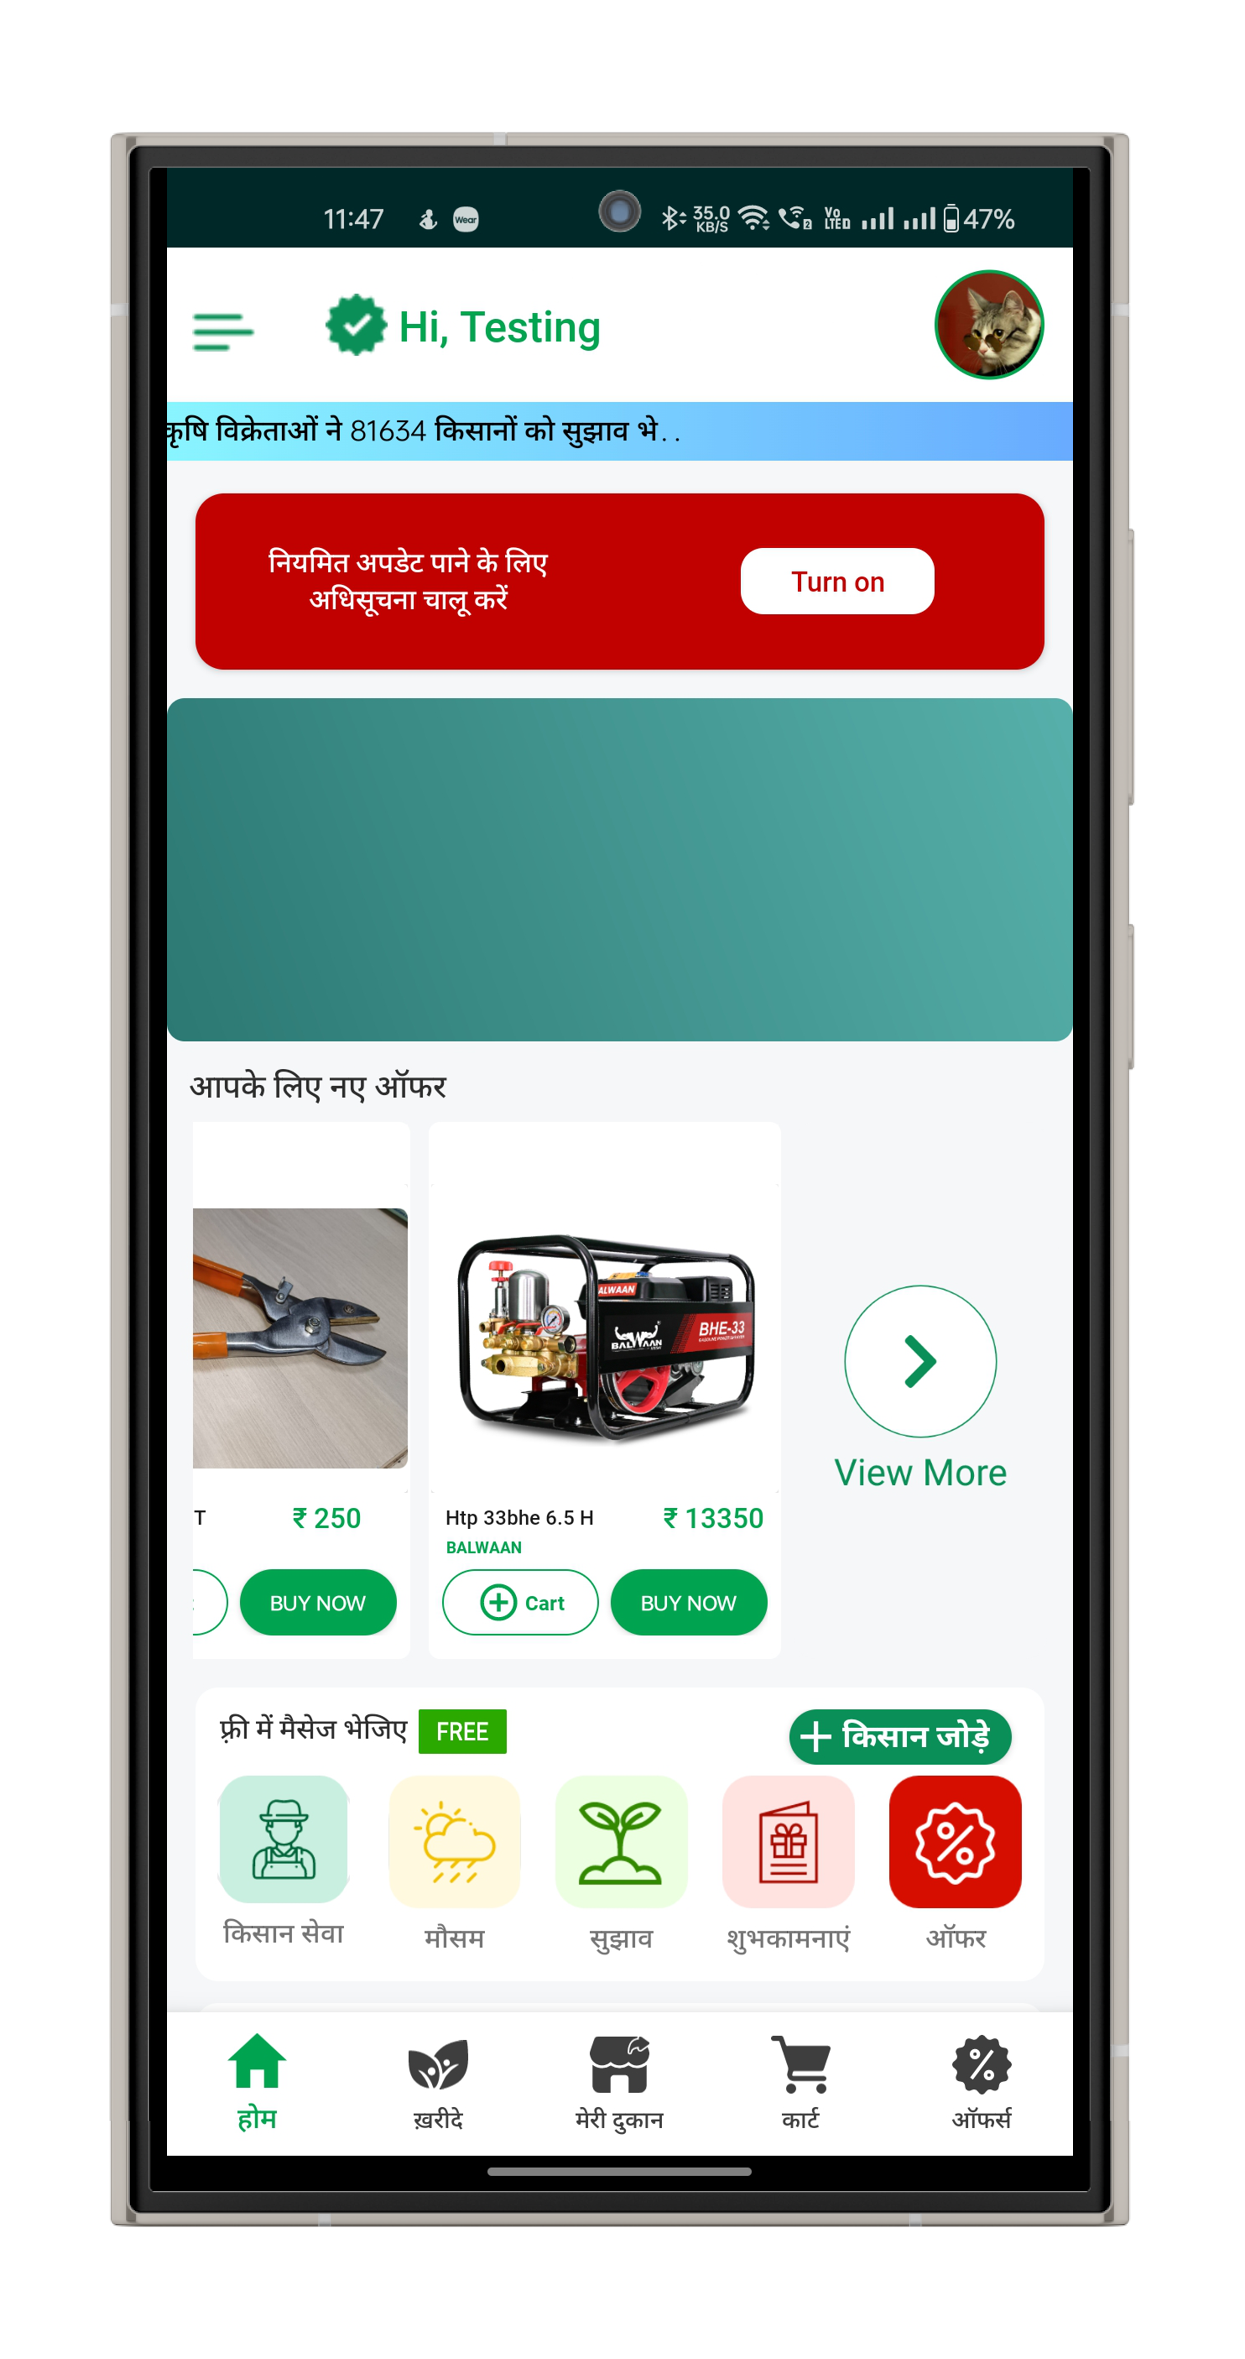 11:47
Wear
35.0
KB/S
2
Vo
LTE
47%
Hi, Testing
कृषि विक्रेताओं ने 81634 किसानों को सुझाव भे..
नियमित अपडेट पाने के लिए
अधिसूचना चालू करें
Turn on
आपके लिए नए ऑफर
ALWAAN
BALWAAN
BHE-33
View More
T
₹ 250
Htp 33bhe 6.5 H
₹ 13350
BALWAAN
BUY NOW
Cart
BUY NOW
फ़्री में मैसेज भेजिए
FREE
+ किसान जोड़े
किसान सेवा
मौसम
सुझाव
शुभकामनाएं
ऑफर
होम
ख़रीदे
मेरी दुकान
कार्ट
ऑफर्स